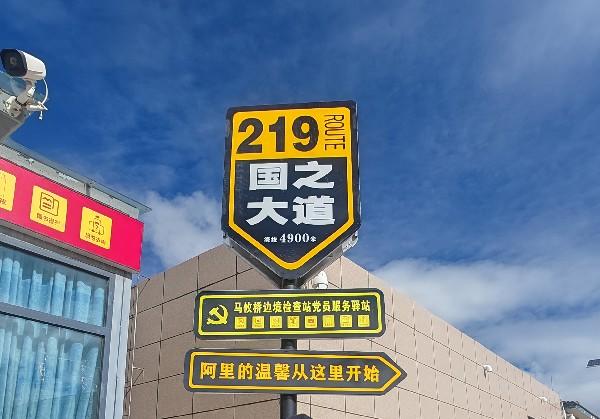 219 ROUTE
国之
大道
海拔 4900米
马攸桥边境检查站党员服务驿站
阿里的温馨从这里开始